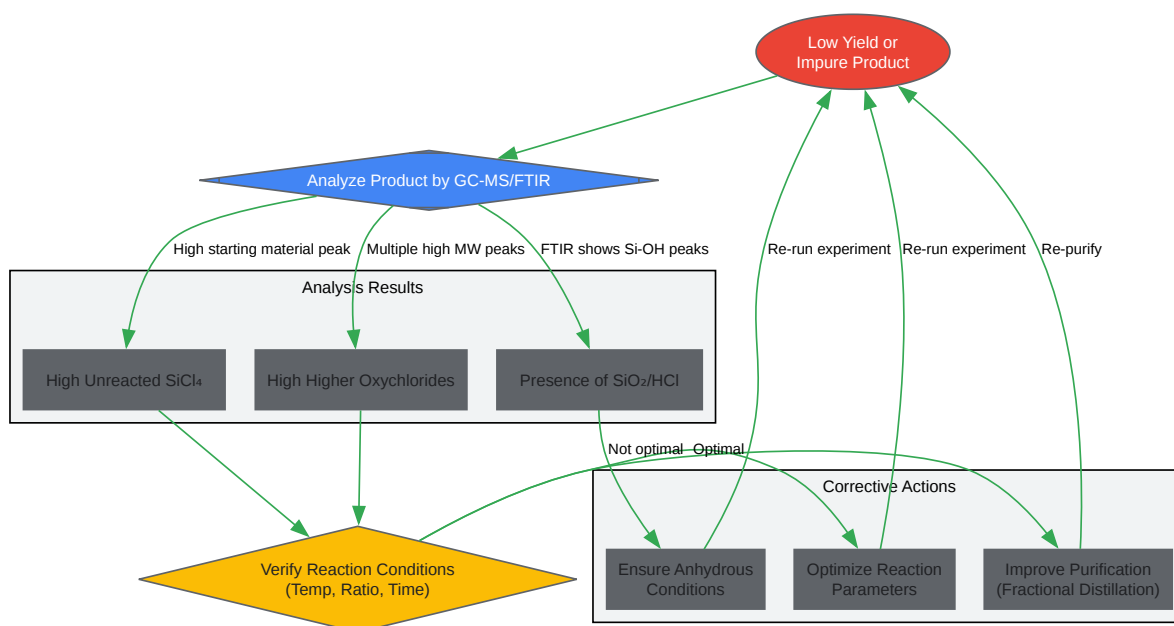 Low Yield or
Impure Product
Analyze Product by GC-MS/FTIR
High starting material peak
Multiple high MW peaks
FTIR shows Si-OH peaks
Re-run experiment
Re-run experiment
Re-purify
Analysis Results
High Unreacted SiCl₄
High Higher Oxychlorides
Presence of SiO₂/HCl
Not optimal
Optimal
Corrective Actions
Verify Reaction Conditions
(Temp, Ratio, Time)
Ensure Anhydrous
Conditions
Optimize Reaction
Parameters
Improve Purification
(Fractional Distillation)